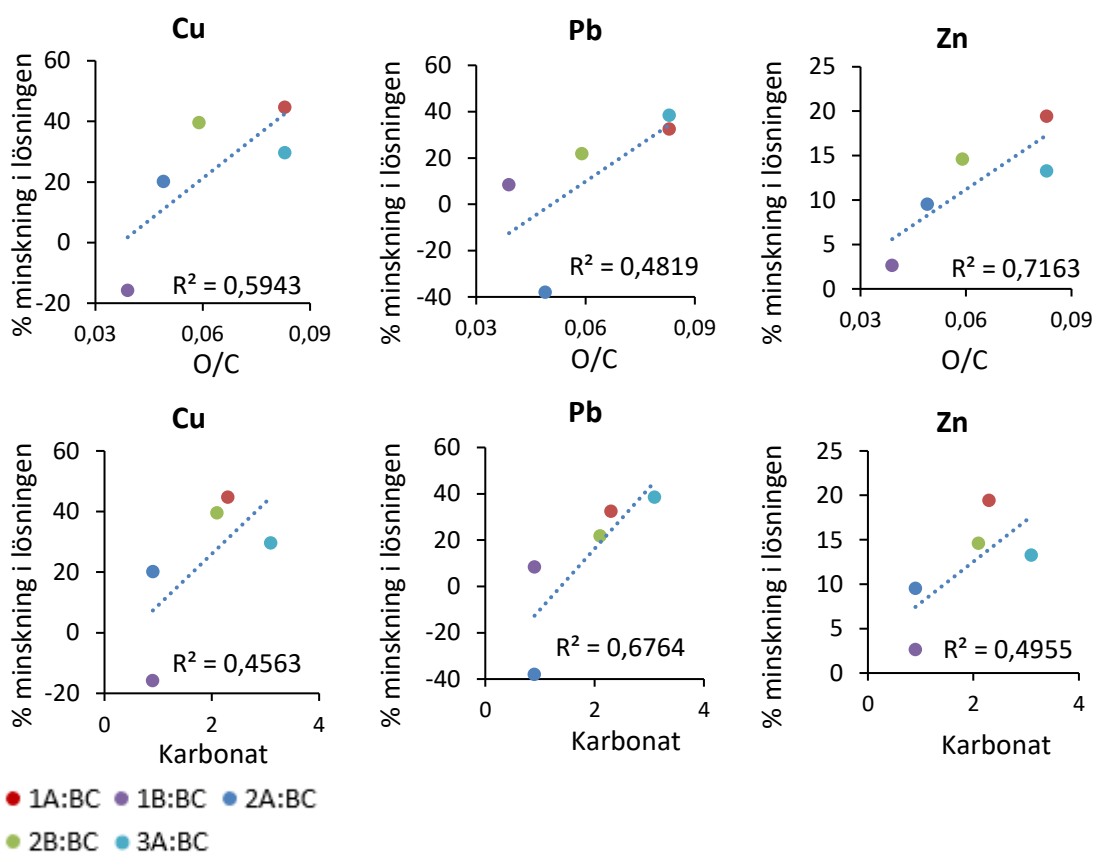 Cu
% minskning i lösningen
60
40
20
0
-20
R² = 0,5943
0,03 0,06 0,09
O/C
Pb
% minskning i lösningen
60
40
20
0
-20
-40
R² = 0,4819
0,03 0,06 0,09
O/C
Zn
% minskning i lösningen
25
20
15
10
5
0
R² = 0,7163
0,03 0,06 0,09
O/C
Cu
% minskning i lösningen
60
40
20
0
-20
R² = 0,4563
0 2 4
Karbonat
Pb
% minskning i lösningen
60
40
20
0
-20
-40
R² = 0,6764
0 2 4
Karbonat
Zn
% minskning i lösningen
25
20
15
10
5
0
R² = 0,4955
0 2 4
Karbonat
1A:BC 1B:BC 2A:BC
2B:BC 3A:BC